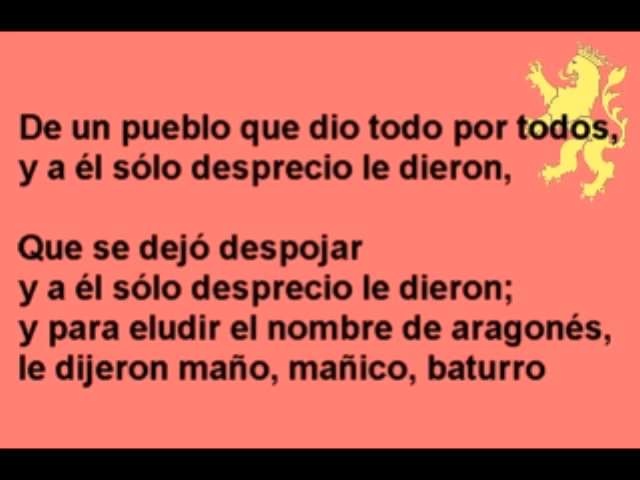 De un pueblo que dio todo por todos,
y a él sólo desprecio le dieron,
Que se dejó despojar
y a él sólo desprecio le dieron;
y para eludir el nombre de aragonés,
le dijeron maño, mañico, baturro